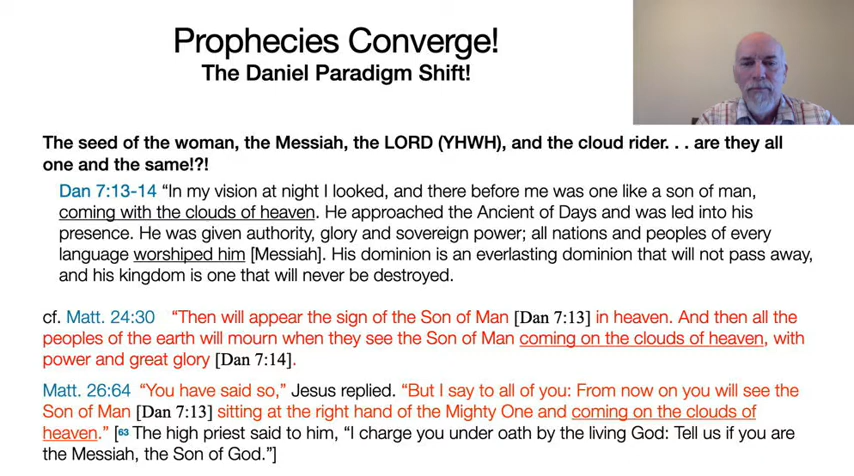 Prophecies Converge!
The Daniel Paradigm Shift!
The seed of the woman, the Messiah, the LORD (YHWH), and the cloud rider. . . are they all
one and the same!?!
Dan 7:13-14 “In my vision at night I looked, and there before me was one like a son of man,
coming with the clouds of heaven. He approached the Ancient of Days and was led into his
presence. He was given authority, glory and sovereign power; all nations and peoples of every
language worshiped him [Messiah]. His dominion is an everlasting dominion that will not pass away,
and his kingdom is one that will never be destroyed.
cf. Matt. 24:30 “Then will appear the sign of the Son of Man [Dan 7:13] in heaven. And then all the
peoples of the earth will mourn when they see the Son of Man coming on the clouds of heaven, with
power and great glory [Dan 7:14].
Matt. 26:64 “You have said so,” Jesus replied. “But I say to all of you: From now on you will see the
Son of Man [Dan 7:13] sitting at the right hand of the Mighty One and coming on the clouds of
heaven.” [63 The high priest said to him, “I charge you under oath by the living God: Tell us if you are
the Messiah, the Son of God.”]